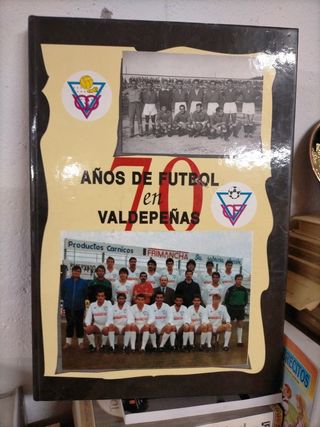 70
AÑOS DE FUTBOL
en
VALDEPEÑAS
Productos Carnicos
FRIMANCHA